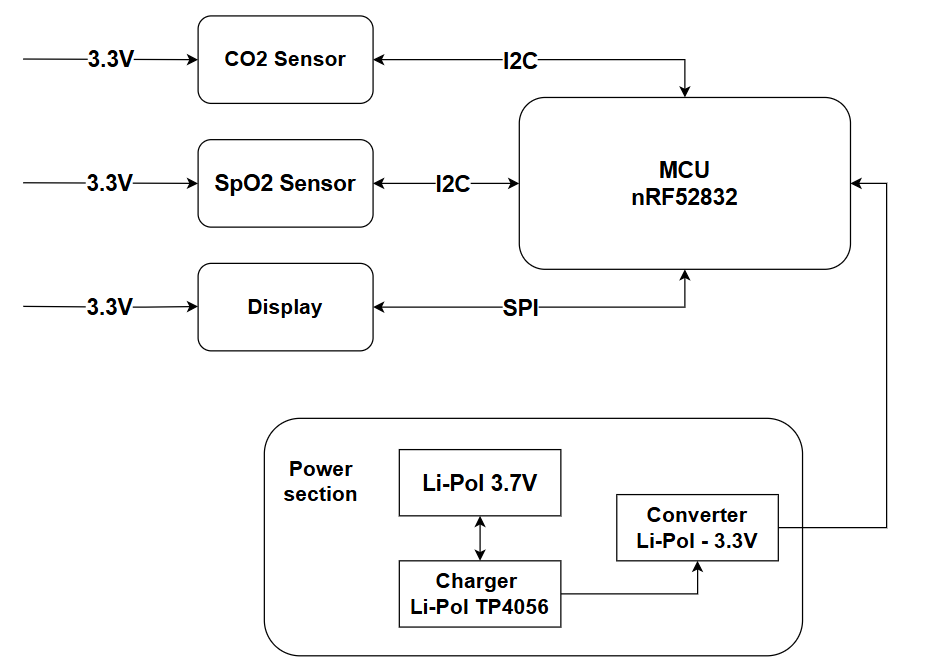 3.3V
CO2 Sensor
I2C
MCU
nRF52832
3.3V
SpO2 Sensor
I2C
3.3V
Display
SPI
Power
section
Li-Pol 3.7V
Converter
Li-Pol - 3.3V
Charger
Li-Pol TP4056